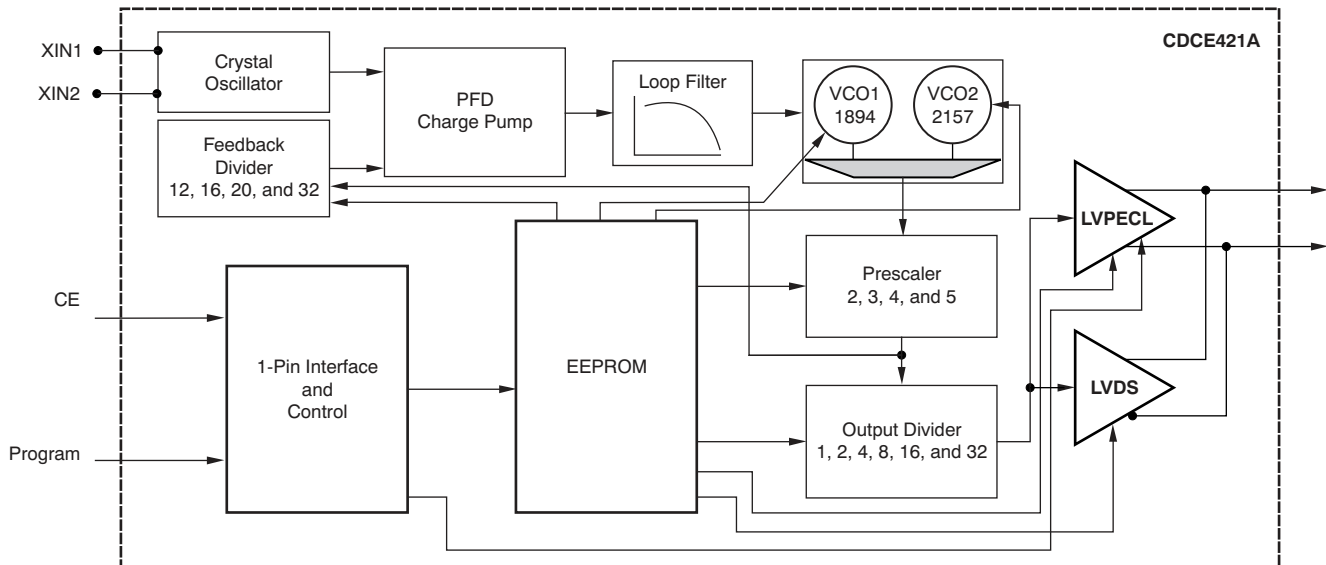 CDCE421A
XIN1
XIN2
Crystal
Oscillator
PFD
Charge Pump
Loop Filter
VCO1
1894
VCO2
2157
Feedback
Divider
12, 16, 20, and 32
LVPECL
Prescaler
2, 3, 4, and 5
CE
1-Pin Interface
and
Control
EEPROM
LVDS
Output Divider
1, 2, 4, 8, 16, and 32
Program